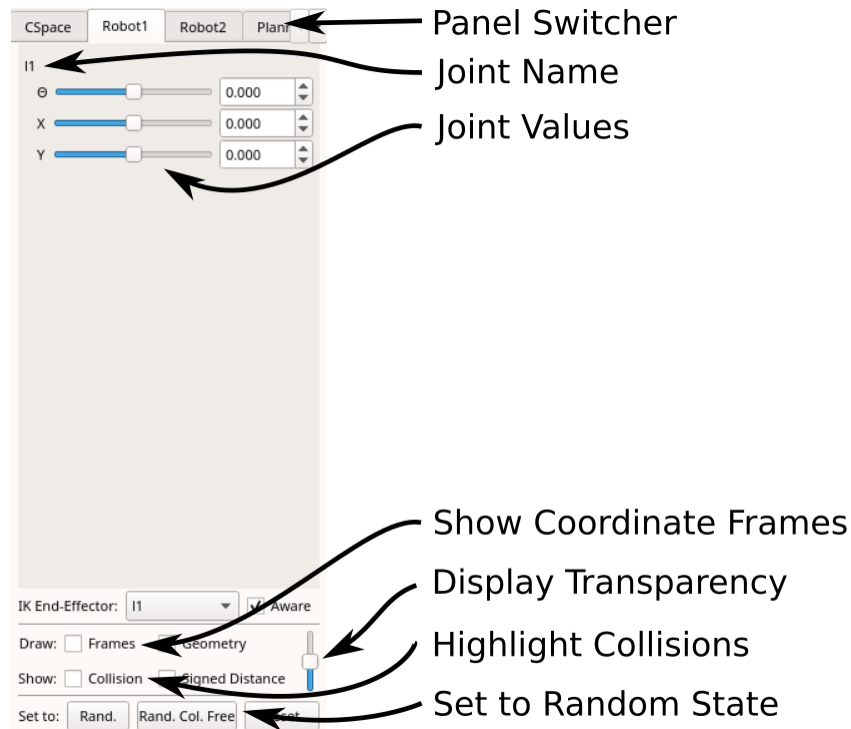 CSpace Robot1 Robot2
Panel Switcher
l1
Joint Name
Θ 0.000
X 0.000
Joint Values
Y 0.000
Show Coordinate Frames
Display Transparency
IK End-Effector: l1 Aware
Draw: Frames Geometry
Highlight Collisions
Show: Collision Signed Distance
Set to Random State
Set to: Rand. Rand. Col. Free